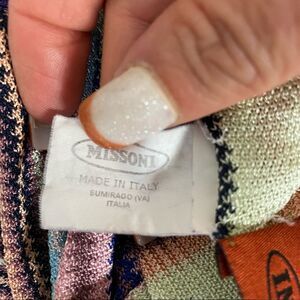 MISSONI
MADE IN ITALY
SUMIRAGO (VA)
ITALIA